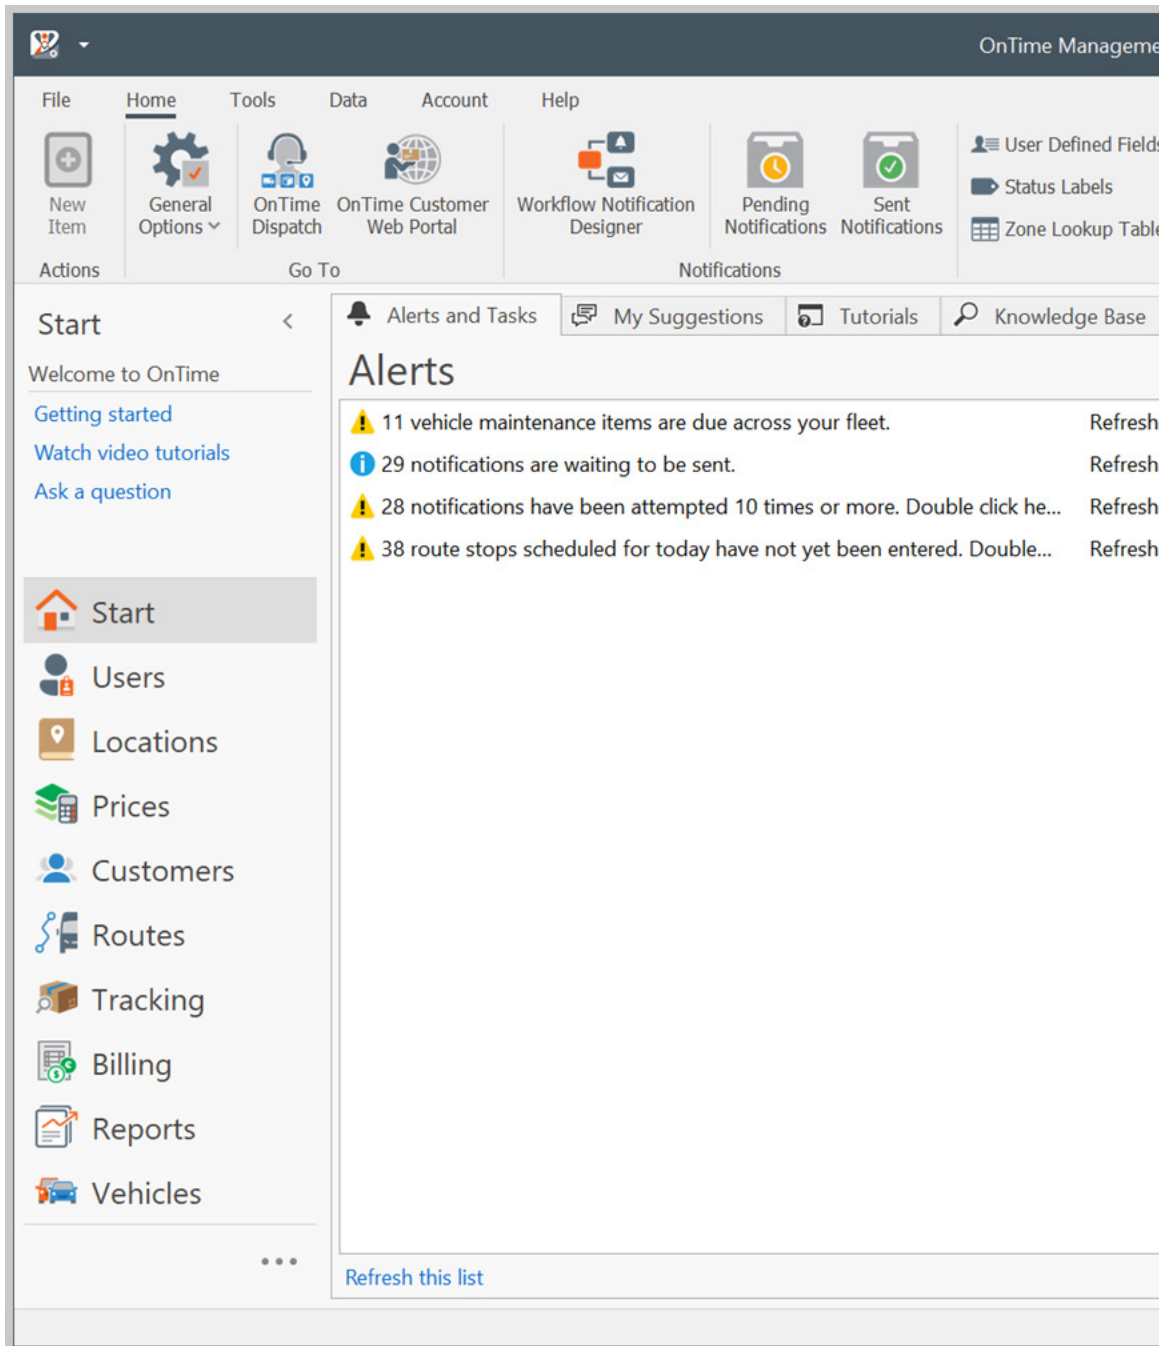 OnTime Manageme
File Home Tools Data Account Help
New Item
General Options
OnTime Dispatch
OnTime Customer Web Portal
Workflow Notification Designer
Pending Notifications
Sent Notifications
User Defined Fields
Status Labels
Zone Lookup Table
Actions Go To Notifications
Start
Welcome to OnTime
Getting started
Watch video tutorials
Ask a question
Start
Users
Locations
Prices
Customers
Routes
Tracking
Billing
Reports
Vehicles
Alerts and Tasks My Suggestions Tutorials Knowledge Base
Alerts
11 vehicle maintenance items are due across your fleet. Refresh
29 notifications are waiting to be sent. Refresh
28 notifications have been attempted 10 times or more. Double click he... Refresh
38 route stops scheduled for today have not yet been entered. Double... Refresh
Refresh this list